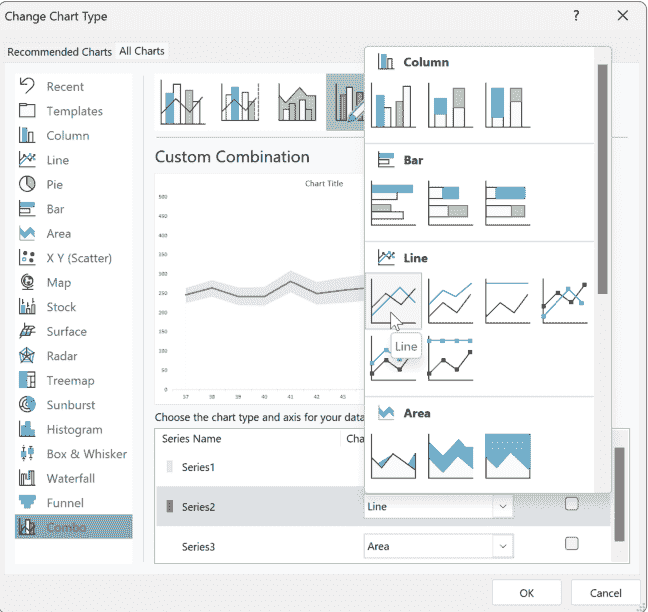 Change Chart Type
?
Recommended Charts All Charts
Recent
Templates
Column
Line
Pie
Bar
Area
X Y (Scatter)
Map
Stock
Surface
Radar
Treemap
Sunburst
Histogram
Box & Whisker
Waterfall
Funnel
Combo
Custom Combination
Chart Title
500
450
400
350
300
250
200
150
100
50
0
37 38 39 40 41 42 43
Choose the chart type and axis for your data
Series Name Cha
Series1
Series2 Line
Series3 Area
Column
Bar
Line
Line
Area
OK Cancel